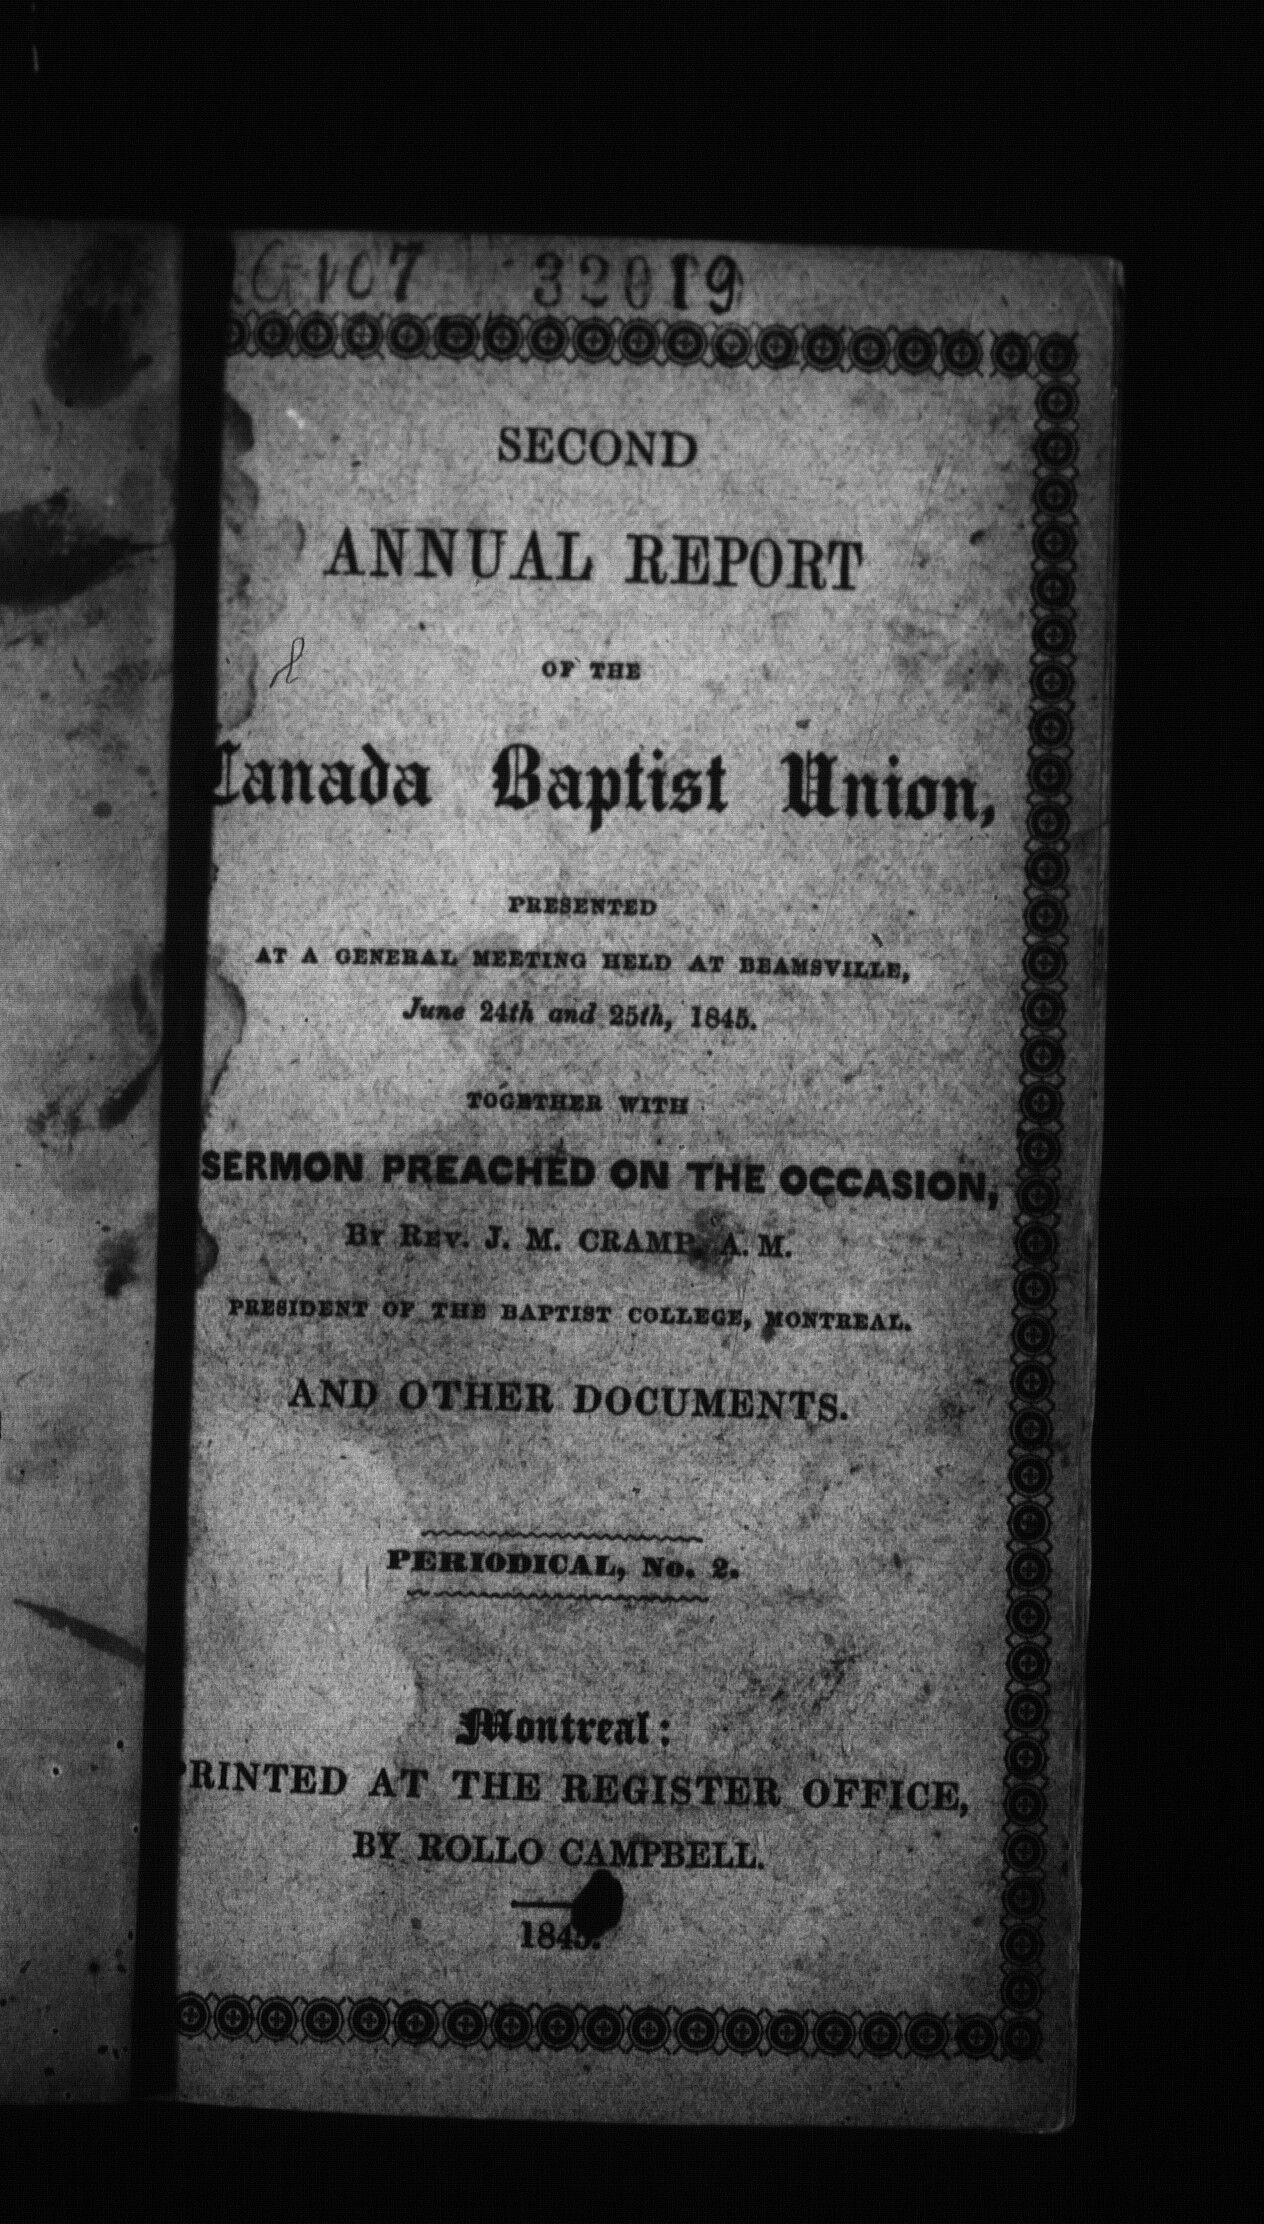 G107 32019
SECOND
ANNUAL REPORT
OF THE
Canada Baptist Union,
PRESENTED
AT A GENERAL MEETING HELD AT BEAMSVILLE,
June 24th and 25th, 1845.
TOGETHER WITH
SERMON PREACHED ON THE OCCASION,
BY REV. J. M. CRAMP, A. M.
PRESIDENT OF THE BAPTIST COLLEGE, MONTREAL.
AND OTHER DOCUMENTS.
PERIODICAL, No. 2.
Montreal:
PRINTED AT THE REGISTER OFFICE,
BY ROLLO CAMPBELL.
1845.